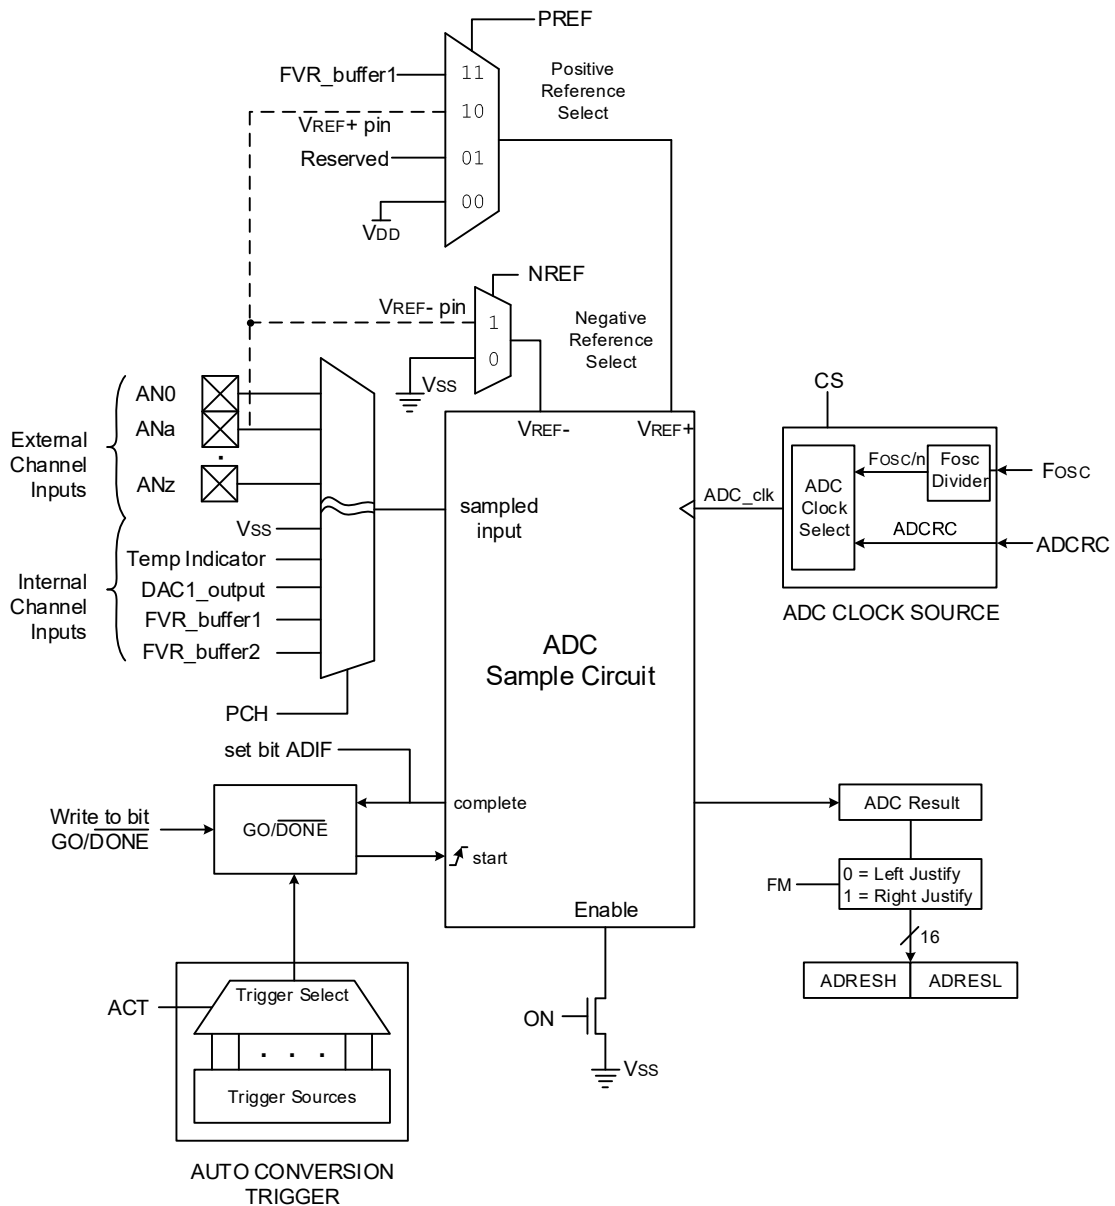 PREF
FVR_buffer1
11
Positive
Reference
Select
10
VREF+ pin
Reserved
01
00
VDD
NREF
VREF- pin
1
Negative
Reference
Select
0
VSS
External
Channel
Inputs
AN0
ANa
.
ANz
VREF-
VREF+
CS
FOSC/n
Fosc
Divider
FOSC
ADC
Clock
Select
ADC_clk
ADCRC
ADCRC
ADC CLOCK SOURCE
sampled
input
Internal
Channel
Inputs
VSS
Temp Indicator
DAC1_output
FVR_buffer1
FVR_buffer2
ADC
Sample Circuit
PCH
set bit ADIF
Write to bit
GO/DONE
GO/DONE
complete
start
ADC Result
FM
0 = Left Justify
1 = Right Justify
16
ADRESH
ADRESL
Enable
ON
VSS
ACT
Trigger Select
. . .
Trigger Sources
AUTO CONVERSION
TRIGGER